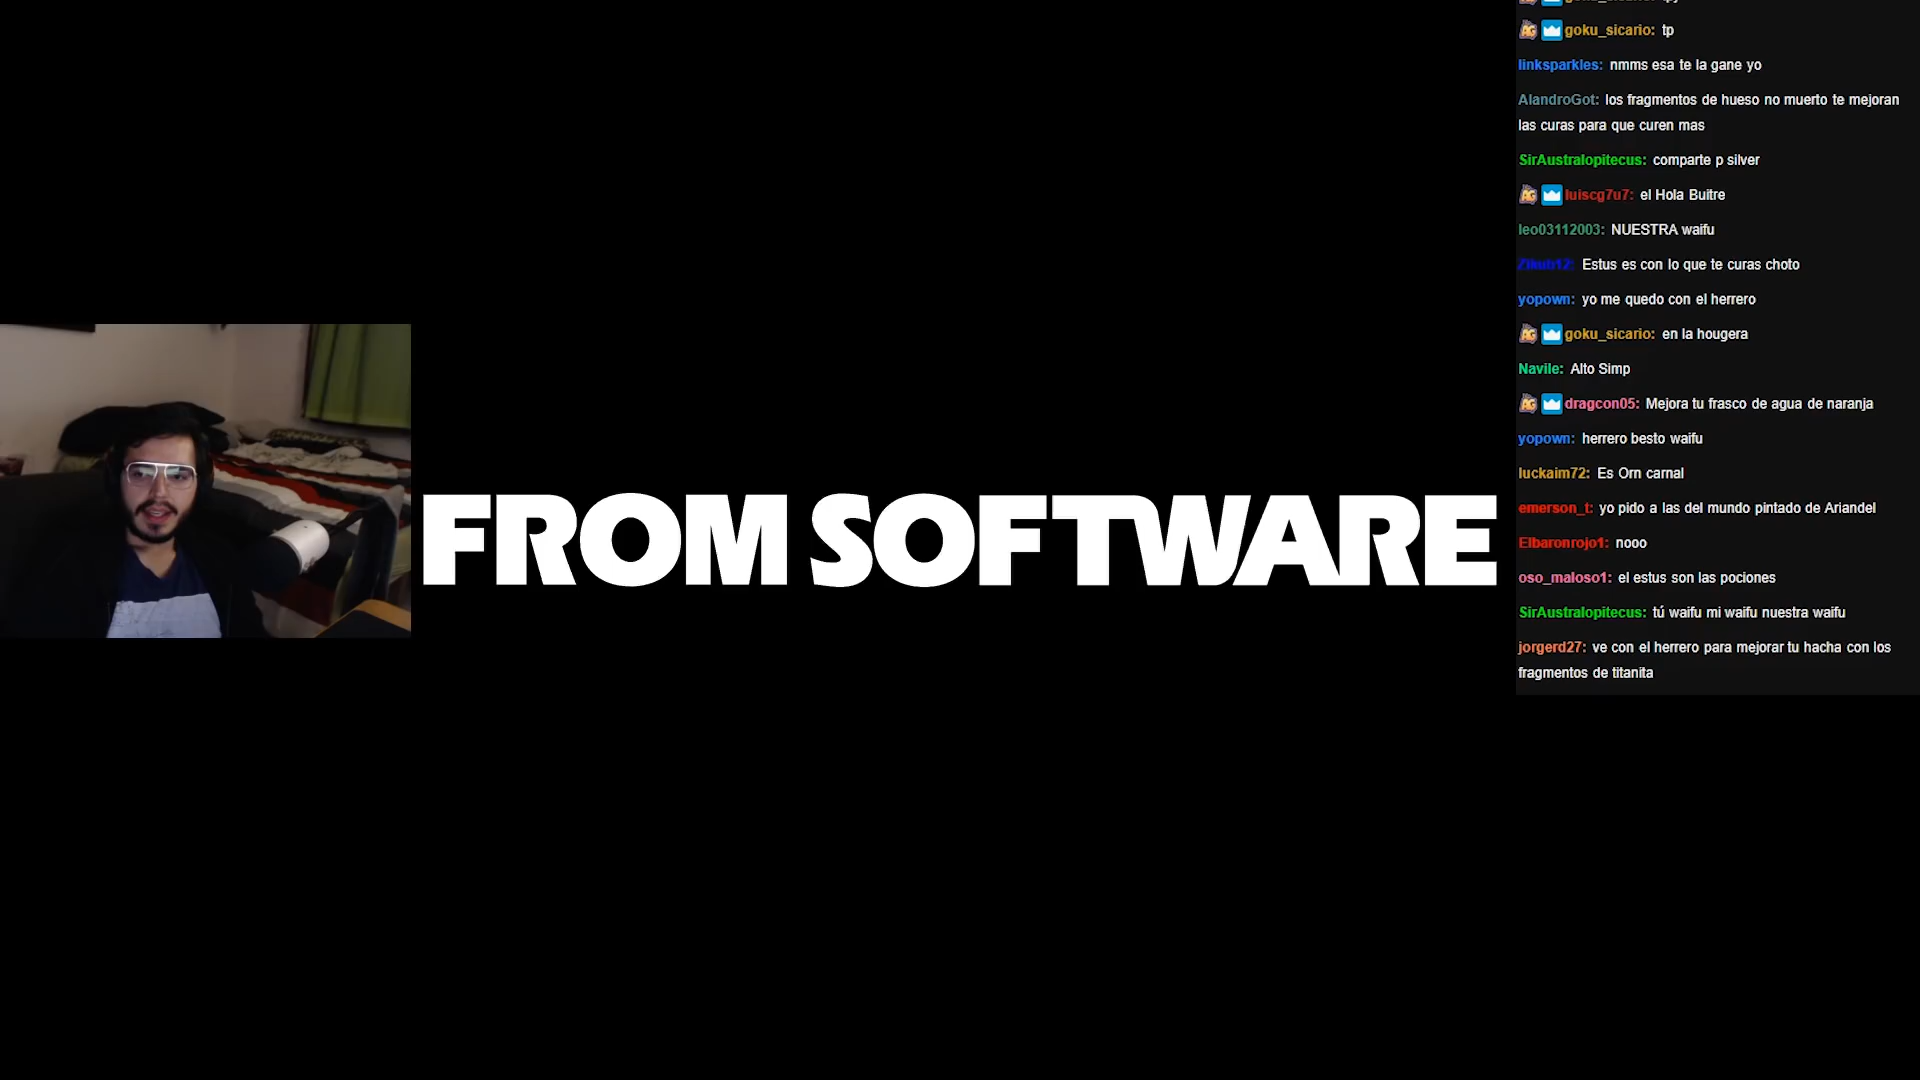 goku_sicario: tp
linksparkles: nmms esa te la gane yo
AlandroGot: los fragmentos de hueso no muerto te mejoran
las curas para que curen mas
SirAustralopitecus: comparte p silver
luiscg7u7: el Hola Buitre
leo03112003: NUESTRA waifu
Zikub12: Estus es con lo que te curas choto
yopown: yo me quedo con el herrero
goku_sicario: en la hougera
Navile: Alto Simp
dragcon05: Mejora tu frasco de agua de naranja
yopown: herrero besto waifu
luckaim72: Es Orn carnal
emerson_t: yo pido a las del mundo pintado de Ariandel
Elbaronrojo1: nooo
oso_maloso1: el estus son las pociones
SirAustralopitecus: tú waifu mi waifu nuestra waifu
jorgerd27: ve con el herrero para mejorar tu hacha con los
fragmentos de titanita
FROM SOFTWARE